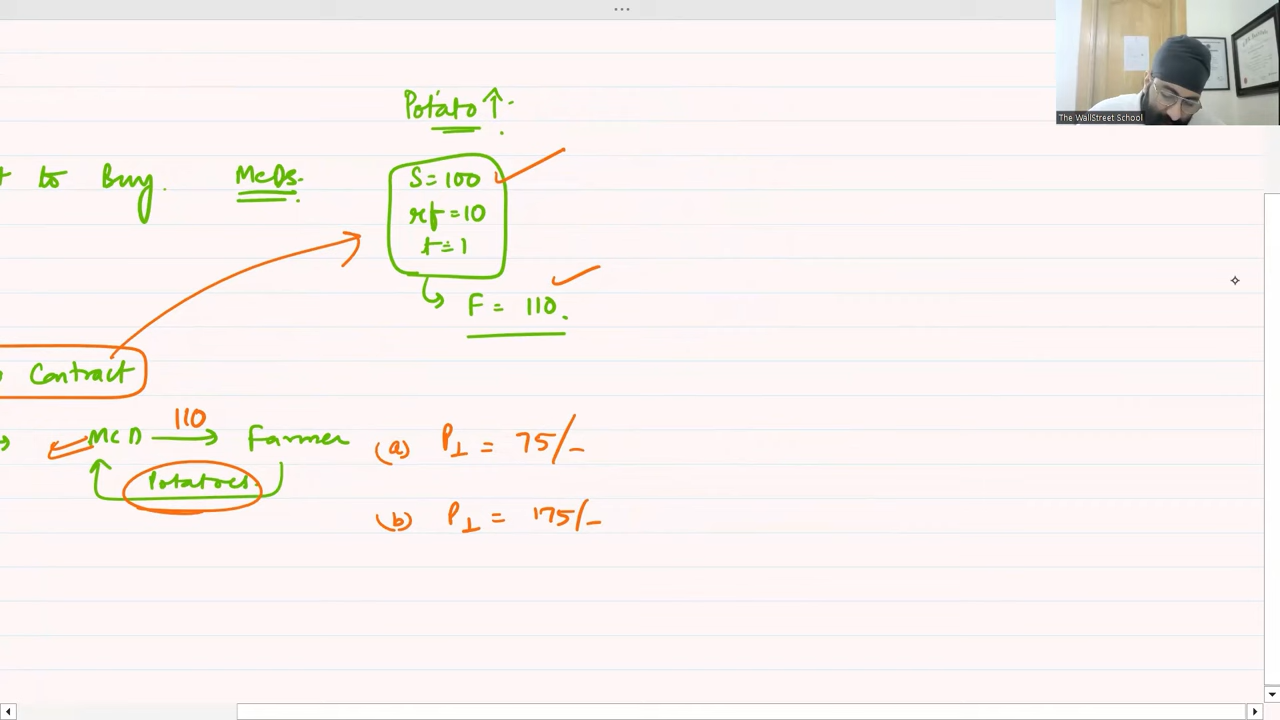 Potato ↑
t to Buy. McDs.
S = 100
rf = 10
t = 1
F = 110.
Contract
110
McD → Farmer
Potatoes
(a) P₁ = 75/-
(b) P₁ = 175/-
The WallStreet School